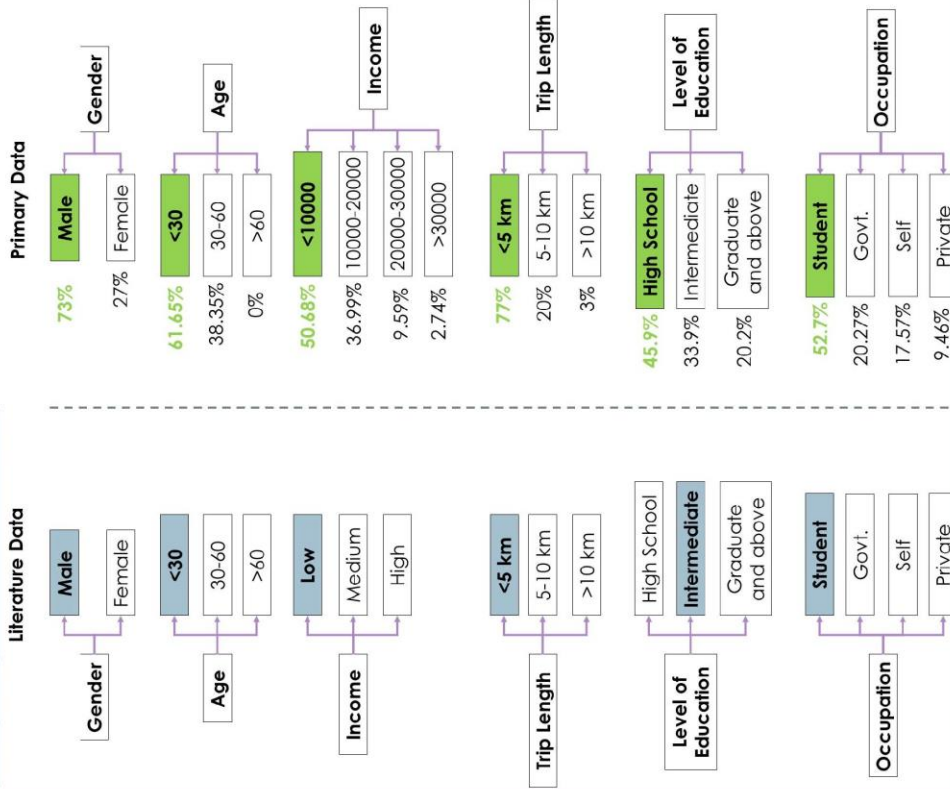 Literature Data
Gender
Male
Female
Age
<30
30-60
>60
Income
Low
Medium
High
Trip Length
<5 km
5-10 km
>10 km
Level of
Education
High School
Intermediate
Graduate
and above
Occupation
Student
Govt.
Self
Private
Primary Data
73%
Male
27%
Female
Gender
61.65%
<30
38.35%
30-60
0%
>60
Age
50.68%
<10000
36.99%
10000-20000
9.59%
20000-30000
2.74%
>30000
Income
77%
<5 km
20%
5-10 km
3%
>10 km
Trip Length
45.9%
High School
33.9%
Intermediate
20.2%
Graduate
and above
Level of
Education
52.7%
Student
20.27%
Govt.
17.57%
Self
9.46%
Private
Occupation